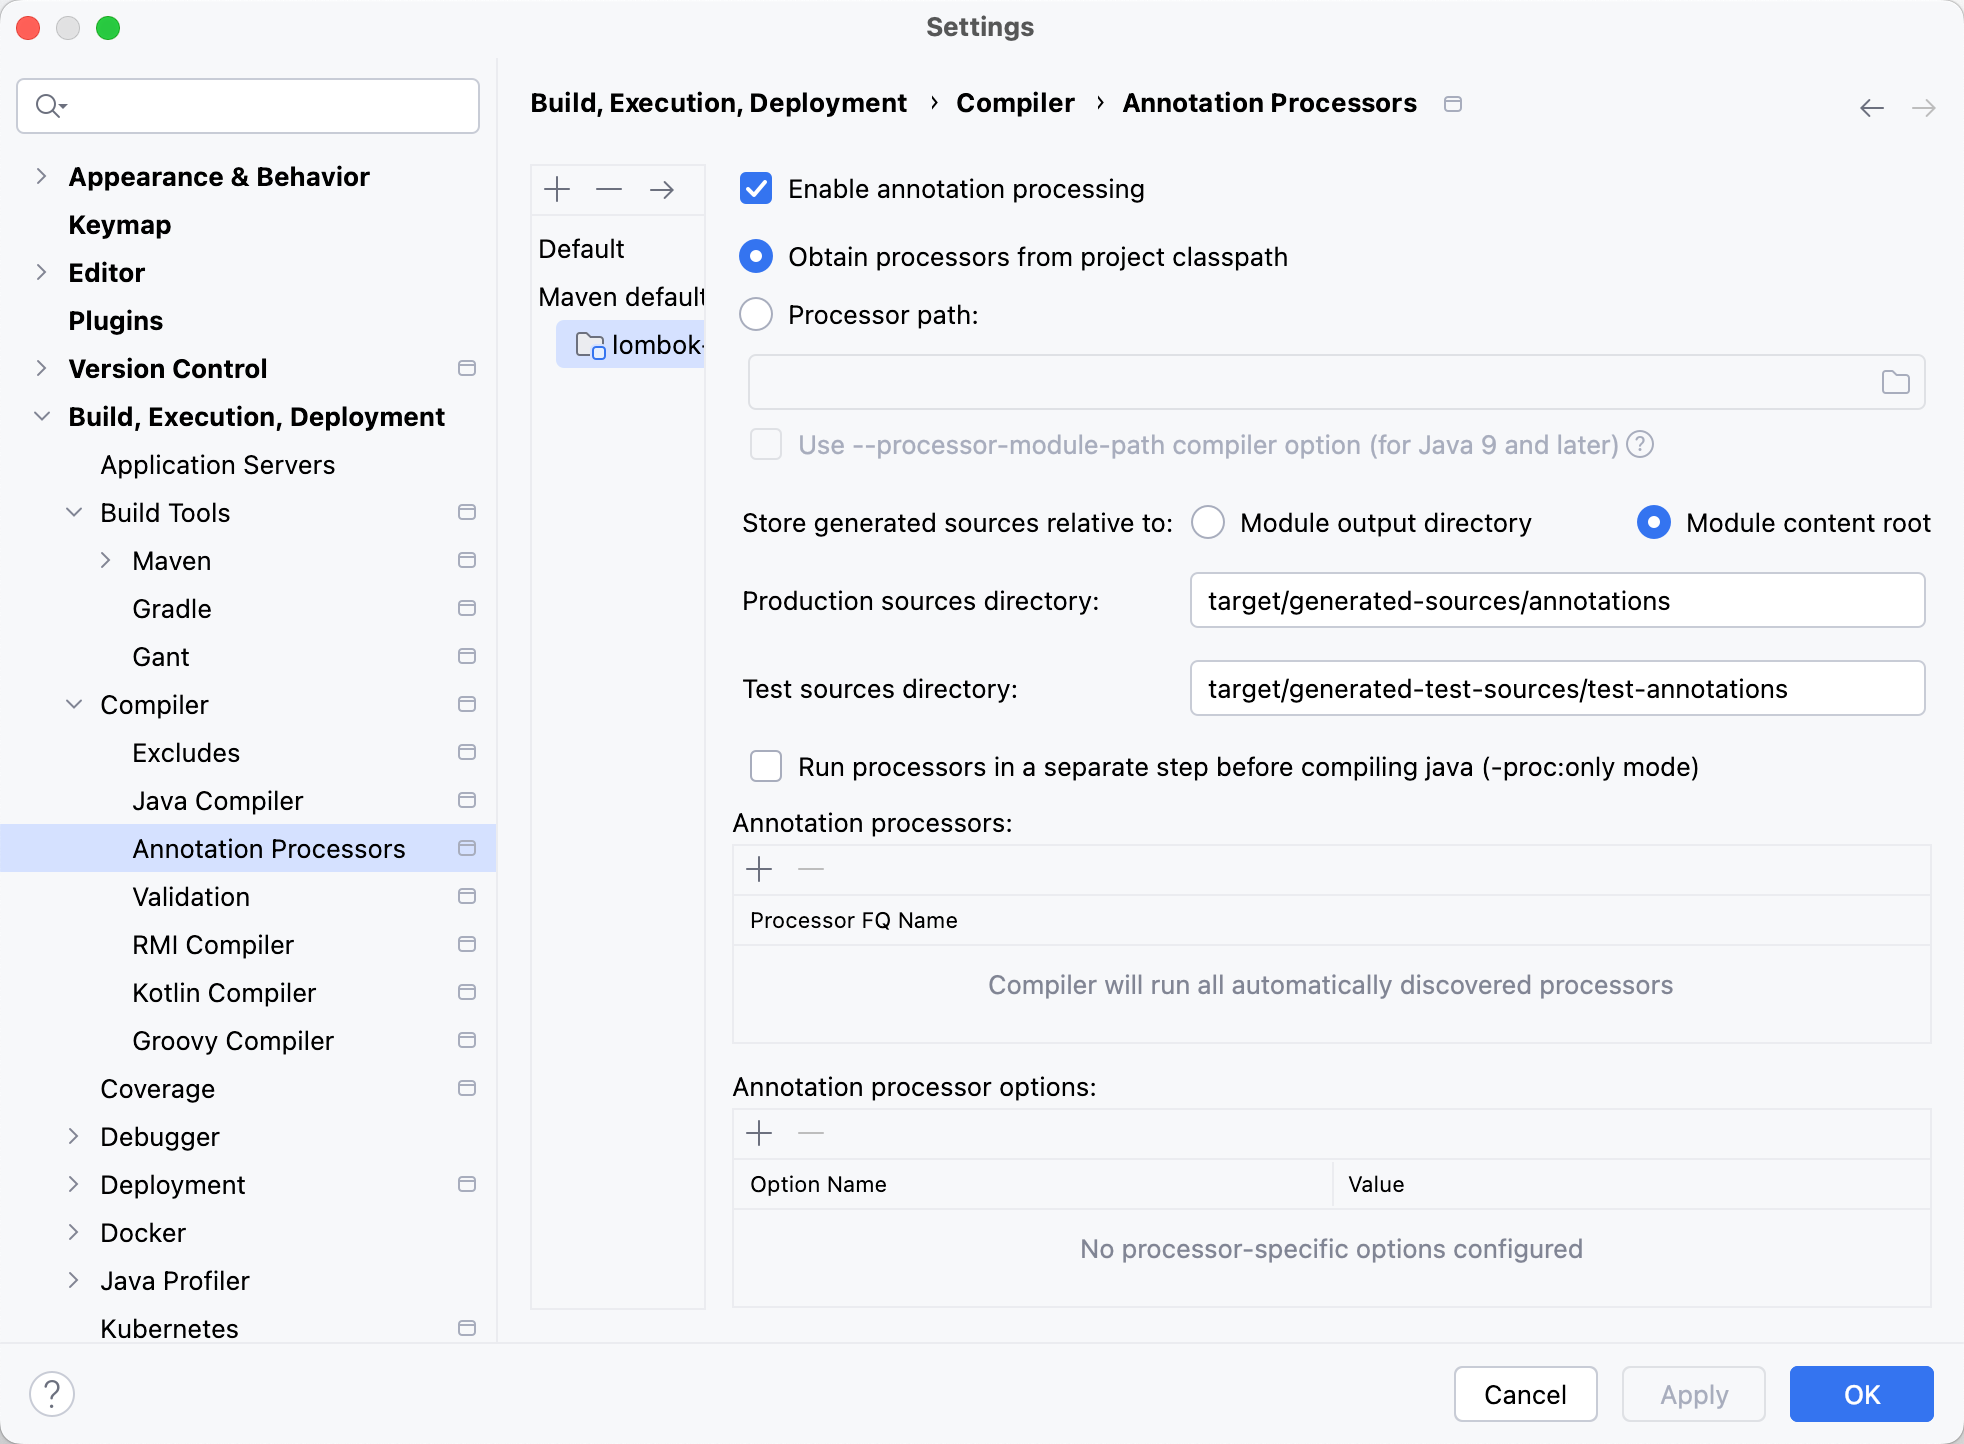 Settings
Build, Execution, Deployment › Compiler › Annotation Processors
Appearance & Behavior
Keymap
Editor
Plugins
Version Control
Build, Execution, Deployment
Application Servers
Build Tools
Maven
Gradle
Gant
Compiler
Excludes
Java Compiler
Annotation Processors
Validation
RMI Compiler
Kotlin Compiler
Groovy Compiler
Coverage
Debugger
Deployment
Docker
Java Profiler
Kubernetes
Default
Maven default
lombok-
Enable annotation processing
Obtain processors from project classpath
Processor path:
Use --processor-module-path compiler option (for Java 9 and later) ?
Store generated sources relative to: Module output directory Module content root
Production sources directory: target/generated-sources/annotations
Test sources directory: target/generated-test-sources/test-annotations
Run processors in a separate step before compiling java (-proc:only mode)
Annotation processors:
Processor FQ Name
Compiler will run all automatically discovered processors
Annotation processor options:
Option Name Value
No processor-specific options configured
? Cancel Apply OK